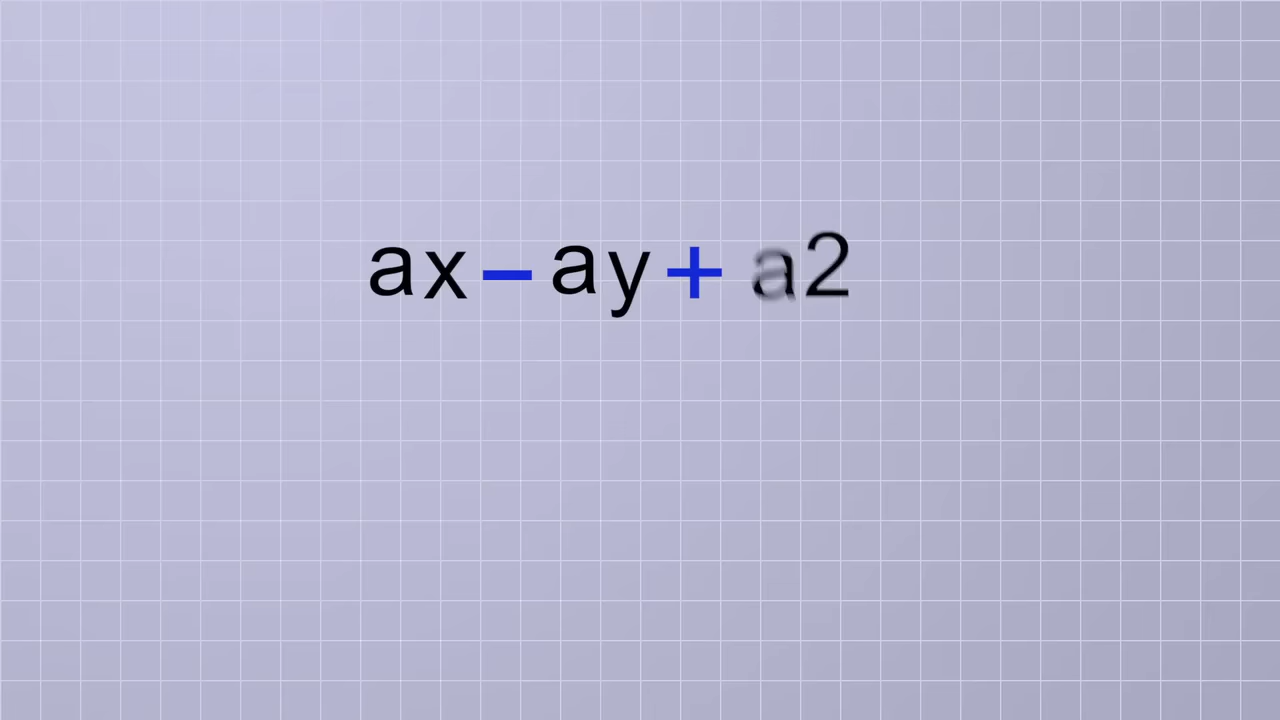 ax – ay + a2